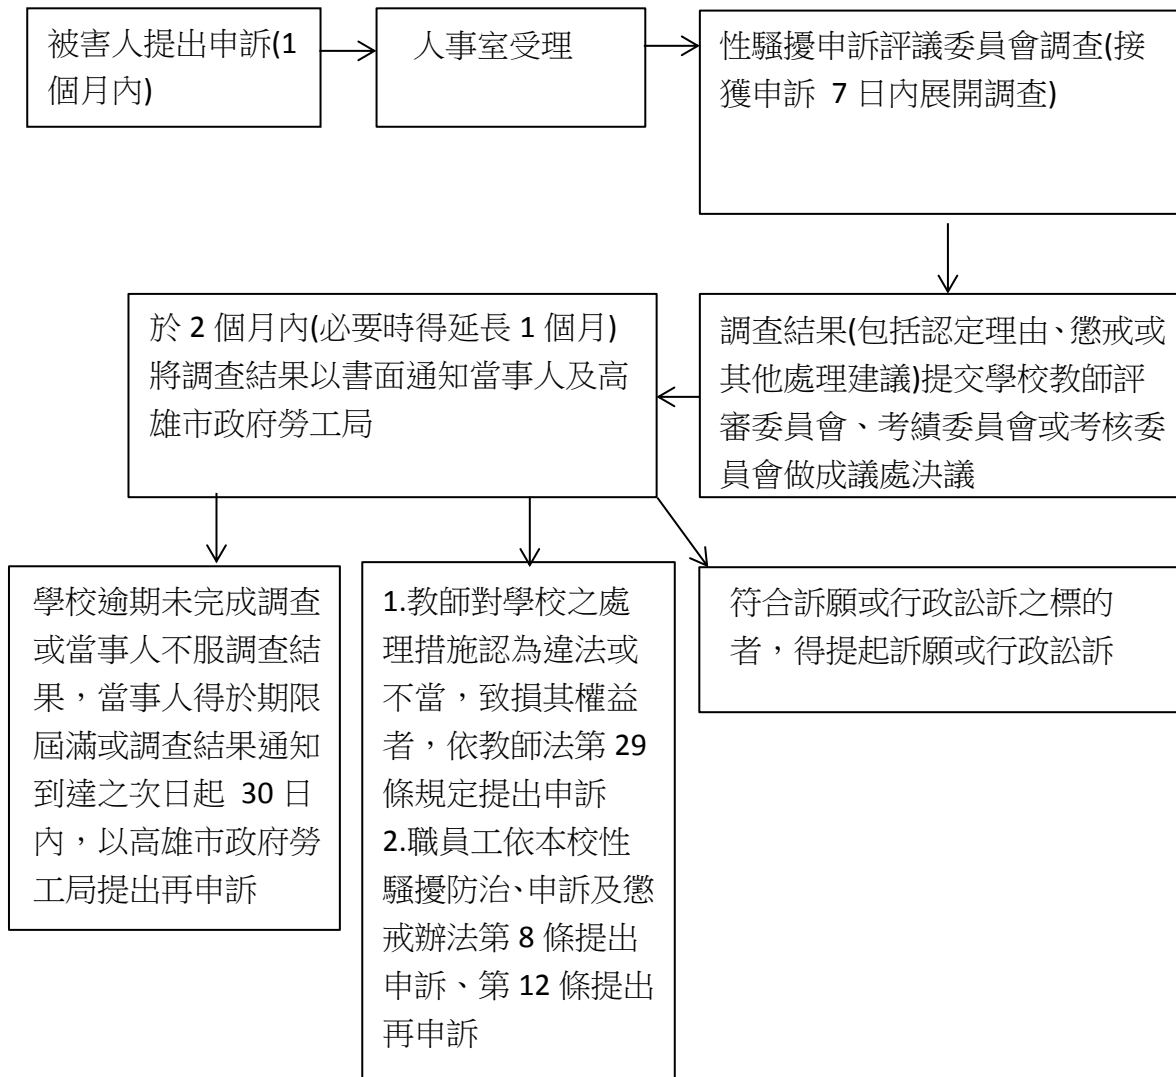 被害人提出申訴(1
個月內)
人事室受理
性騷擾申訴評議委員會調查(接
獲申訴 7 日內展開調查)
調查結果(包括認定理由、懲戒或
其他處理建議)提交學校教師評
審委員會、考績委員會或考核委
員會做成議處決議
於 2 個月內(必要時得延長 1 個月)
將調查結果以書面通知當事人及高
雄市政府勞工局
學校逾期未完成調查
或當事人不服調查結
果，當事人得於期限
屆滿或調查結果通知
到達之次日起 30 日
內，以高雄市政府勞
工局提出再申訴
1.教師對學校之處
理措施認為違法或
不當，致損其權益
者，依教師法第 29
條規定提出申訴
2.職員工依本校性
騷擾防治、申訴及懲
戒辦法第 8 條提出
申訴、第 12 條提出
再申訴
符合訴願或行政訟訴之標的
者，得提起訴願或行政訟訴